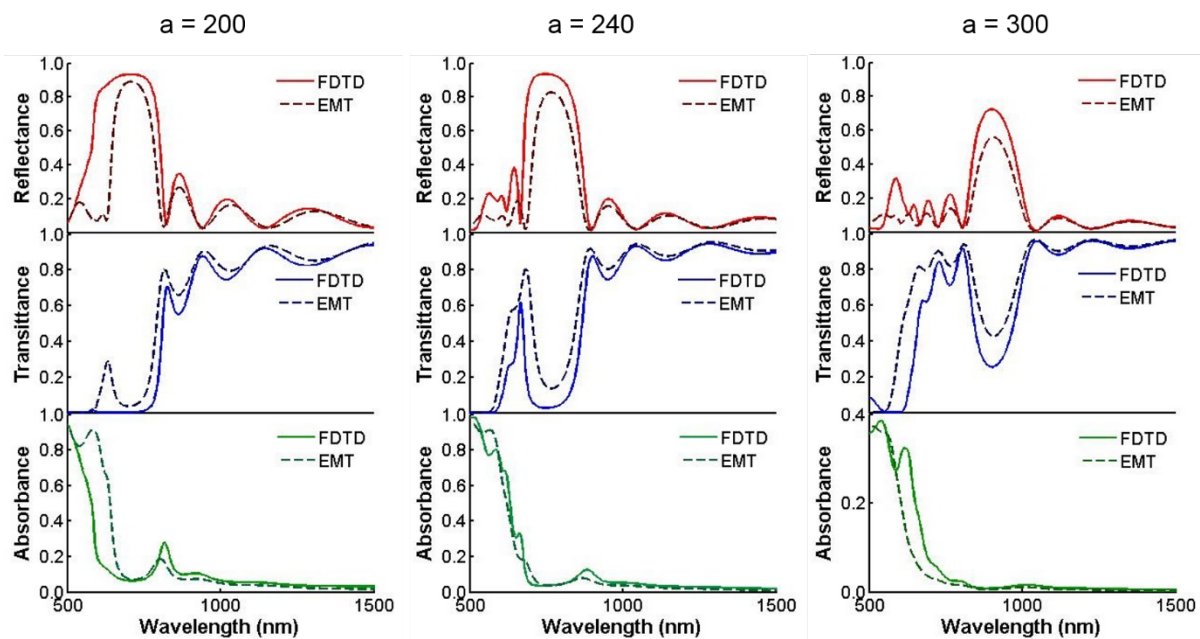 a = 200
a = 240
a = 300
Reflectance
1.0
0.8
0.6
0.4
0.2
FDTD
EMT
Transittance
1.0
0.8
0.6
0.4
0.2
FDTD
EMT
Absorbance
1.0
0.8
0.6
0.4
0.2
0.0
FDTD
EMT
500 1000 1500
Wavelength (nm)
Reflectance
1.0
0.8
0.6
0.4
0.2
FDTD
EMT
Transittance
1.0
0.8
0.6
0.4
0.2
FDTD
EMT
Absorbance
1.0
0.8
0.6
0.4
0.2
0.0
FDTD
EMT
500 1000 1500
Wavelength (nm)
Reflectance
1.0
0.8
0.6
0.4
0.2
FDTD
EMT
Transittance
1.0
0.8
0.6
0.4
0.2
FDTD
EMT
Absorbance
0.4
0.2
0.0
FDTD
EMT
500 1000 1500
Wavelength (nm)